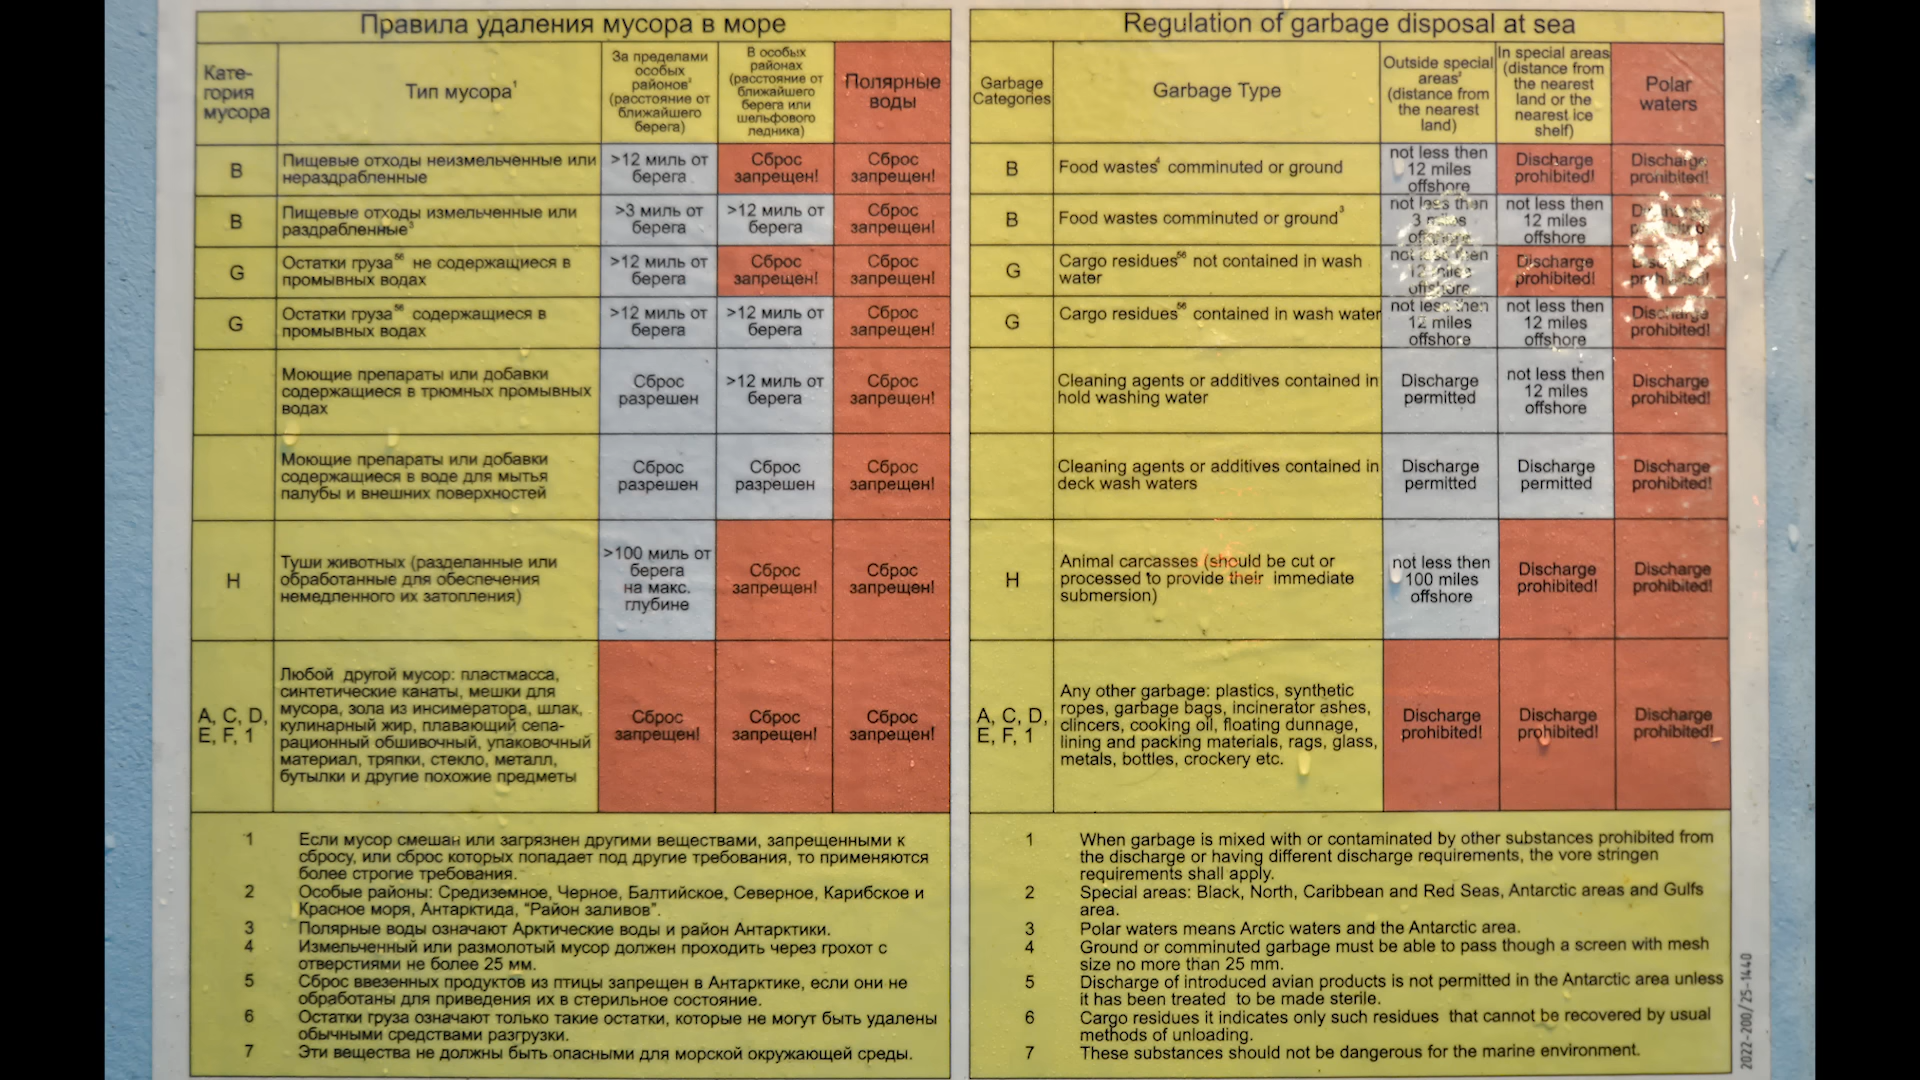 Правила удаления мусора в море
Кате-
гория
мусора
Тип мусора¹
За пределами
особых
районов²
(расстояние от
ближайшего
берега)
В особых
районах
(расстояние от
ближайшего
берега или
шельфового
ледника)
Полярные
воды
B
Пищевые отходы неизмельченные или
нераздрабленные
>12 миль от
берега
Сброс
запрещен!
Сброс
запрещен!
B
Пищевые отходы измельченные или
раздрабленные³
>3 миль от
берега
>12 миль от
берега
Сброс
запрещен!
G
Остатки груза⁵⁶ не содержащиеся в
промывных водах
>12 миль от
берега
Сброс
запрещен!
Сброс
запрещен!
G
Остатки груза⁵⁶ содержащиеся в
промывных водах
>12 миль от
берега
>12 миль от
берега
Сброс
запрещен!
Моющие препараты или добавки
содержащиеся в трюмных промывных
водах
Сброс
разрешен
>12 миль от
берега
Сброс
запрещен!
Моющие препараты или добавки
содержащиеся в воде для мытья
палубы и внешних поверхностей
Сброс
разрешен
Сброс
разрешен
Сброс
запрещен!
H
Туши животных (разделанные или
обработанные для обеспечения
немедленного их затопления)
>100 миль от
берега
на макс.
глубине
Сброс
запрещен!
Сброс
запрещен!
A, C, D,
E, F, 1
Любой другой мусор: пластмасса,
синтетические канаты, мешки для
мусора, зола из инсимератора, шлак,
кулинарный жир, плавающий сепа-
рационный обшивочный, упаковочный
материал, тряпки, стекло, металл,
бутылки и другие похожие предметы
Сброс
запрещен!
Сброс
запрещен!
Сброс
запрещен!
1 Если мусор смешан или загрязнен другими веществами, запрещенными к
сбросу, или сброс которых попадает под другие требования, то применяются
более строгие требования.
2 Особые районы: Средиземное, Черное, Балтийское, Северное, Карибское и
Красное моря, Антарктида, "Район заливов".
3 Полярные воды означают Арктические воды и район Антарктики.
4 Измельченный или размолотый мусор должен проходить через грохот с
отверстиями не более 25 мм.
5 Сброс ввезенных продуктов из птицы запрещен в Антарктике, если они не
обработаны для приведения их в стерильное состояние.
6 Остатки груза означают только такие остатки, которые не могут быть удалены
обычными средствами разгрузки.
7 Эти вещества не должны быть опасными для морской окружающей среды.
Regulation of garbage disposal at sea
Garbage
Categories
Garbage Type
Outside special
areas²
(distance from
the nearest
land)
In special areas
(distance from
the nearest
land or the
nearest ice
shelf)
Polar
waters
B
Food wastes⁴ comminuted or ground
not less then
12 miles
offshore
Discharge
prohibited!
Discharge
prohibited!
B
Food wastes comminuted or ground³
not less then
3 miles
offshore
not less then
12 miles
offshore
Discharge
prohibited!
G
Cargo residues⁵⁶ not contained in wash
water
not less then
12 miles
offshore
Discharge
prohibited!
Discharge
prohibited!
G
Cargo residues⁵⁶ contained in wash water
not less then
12 miles
offshore
not less then
12 miles
offshore
Discharge
prohibited!
Cleaning agents or additives contained in
hold washing water
Discharge
permitted
not less then
12 miles
offshore
Discharge
prohibited!
Cleaning agents or additives contained in
deck wash waters
Discharge
permitted
Discharge
permitted
Discharge
prohibited!
H
Animal carcasses (should be cut or
processed to provide their immediate
submersion)
not less then
100 miles
offshore
Discharge
prohibited!
Discharge
prohibited!
A, C, D,
E, F, 1
Any other garbage: plastics, synthetic
ropes, garbage bags, incinerator ashes,
clincers, cooking oil, floating dunnage,
lining and packing materials, rags, glass,
metals, bottles, crockery etc.
Discharge
prohibited!
Discharge
prohibited!
Discharge
prohibited!
1 When garbage is mixed with or contaminated by other substances prohibited from
the discharge or having different discharge requirements, the vore stringen
requirements shall apply.
2 Special areas: Black, North, Caribbean and Red Seas, Antarctic areas and Gulfs
area.
3 Polar waters means Arctic waters and the Antarctic area.
4 Ground or comminuted garbage must be able to pass though a screen with mesh
size no more than 25 mm.
5 Discharge of introduced avian products is not permitted in the Antarctic area unless
it has been treated to be made sterile.
6 Cargo residues it indicates only such residues that cannot be recovered by usual
methods of unloading.
7 These substances should not be dangerous for the marine environment.
2022-200/25-1440